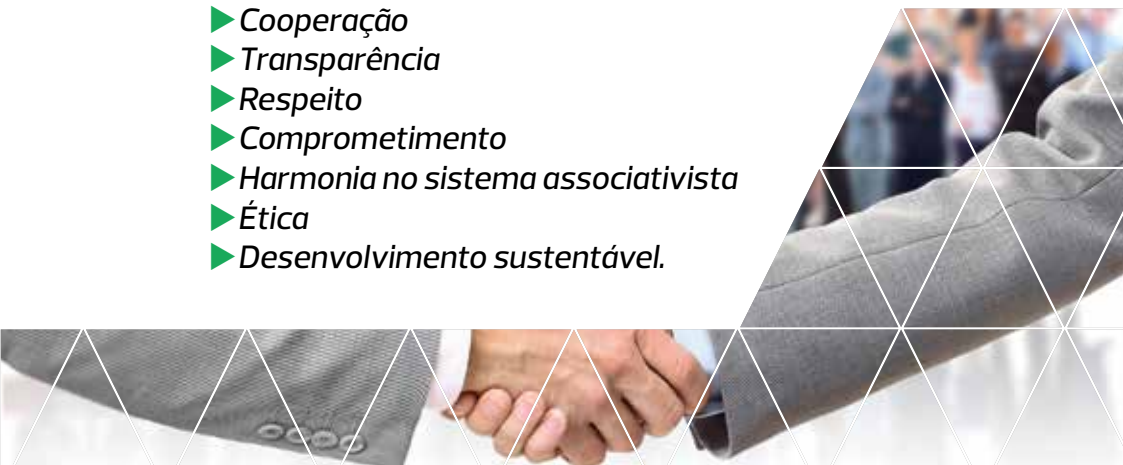 Cooperação
Transparência
Respeito
Comprometimento
Harmonia no sistema associativista
Ética
Desenvolvimento sustentável.